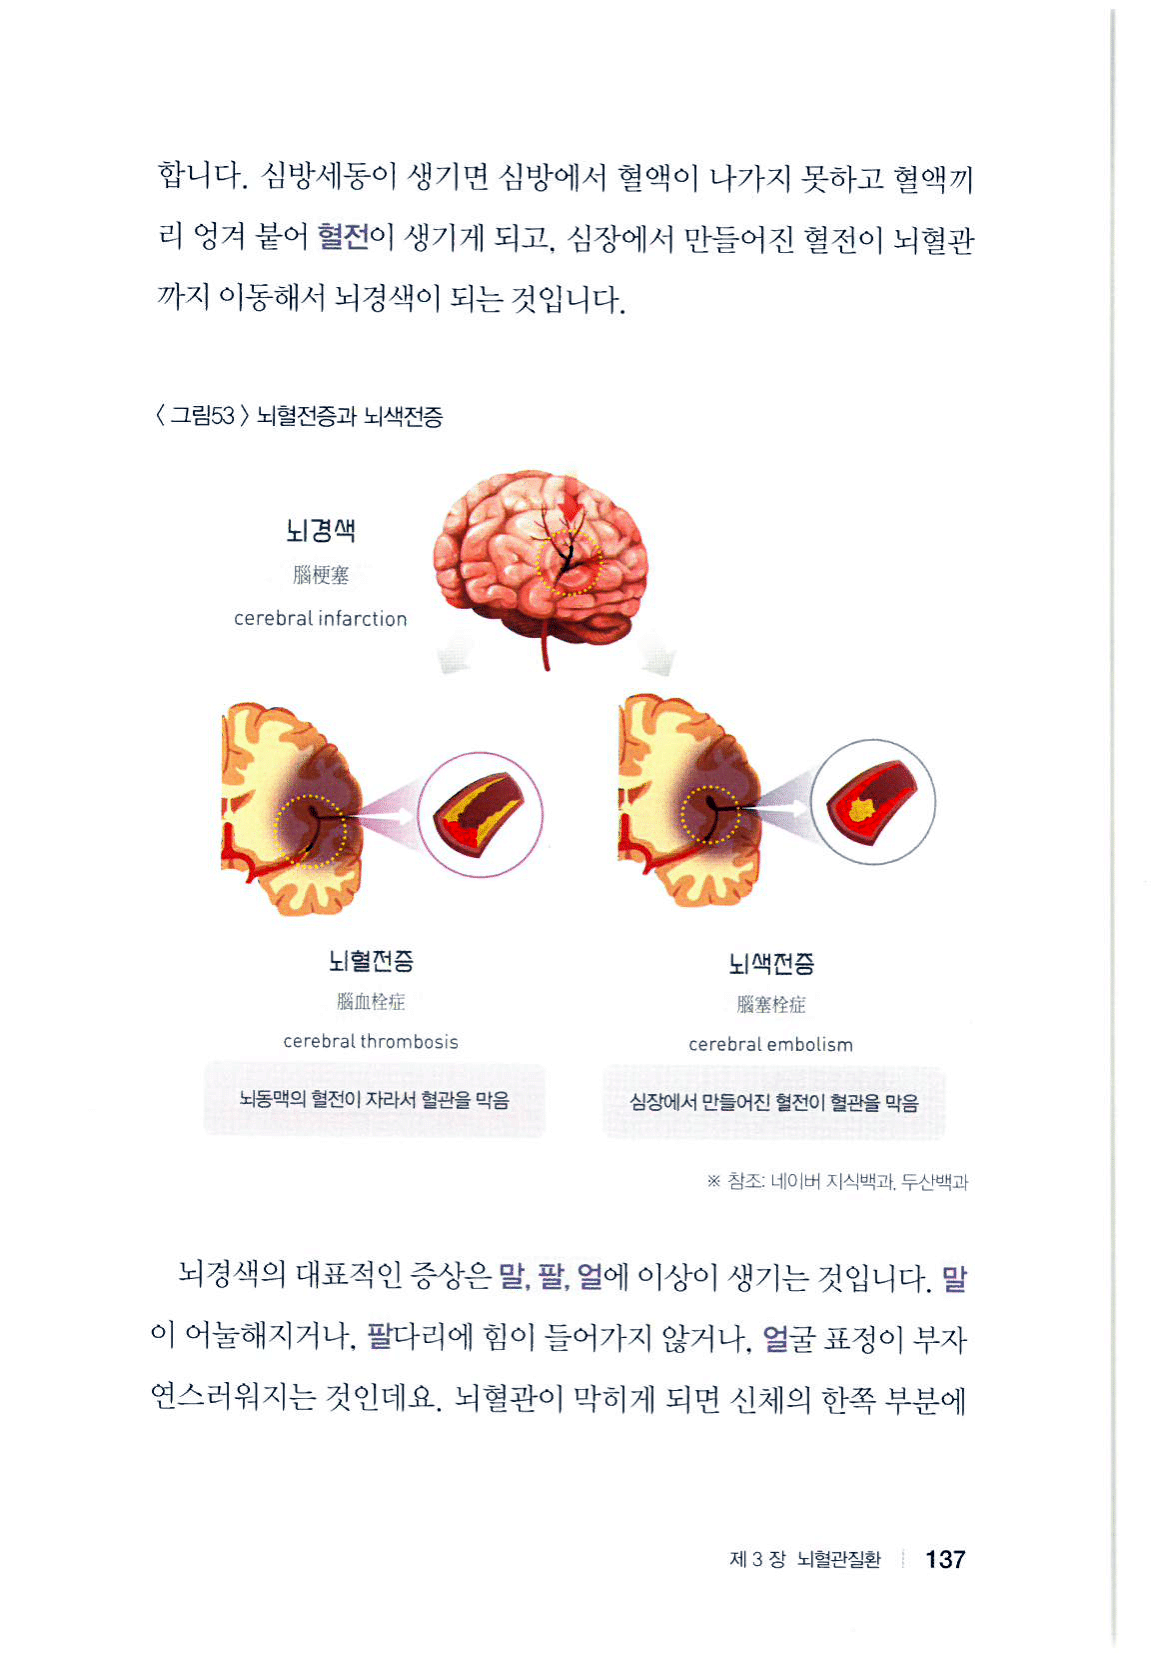 합니다. 심방세동이 생기면 심방에서 혈액이 나가지 못하고 혈액끼
리 엉겨 붙어 혈전이 생기게 되고, 심장에서 만들어진 혈전이 뇌혈관
까지 이동해서 뇌경색이 되는 것입니다.
〈그림53〉 뇌혈전증과 뇌색전증
뇌경색
腦梗塞
cerebral infarction
뇌혈전증
腦血栓症
cerebral thrombosis
뇌동맥의 혈전이 자라서 혈관을 막음
뇌색전증
腦塞栓症
cerebral embolism
심장에서 만들어진 혈전이 혈관을 막음
※ 참조: 네이버 지식백과, 두산백과
뇌경색의 대표적인 증상은 말, 팔, 얼에 이상이 생기는 것입니다. 말
이 어눌해지거나, 팔다리에 힘이 들어가지 않거나, 얼굴 표정이 부자
연스러워지는 것인데요. 뇌혈관이 막히게 되면 신체의 한쪽 부분에
제 3 장 뇌혈관질환 137